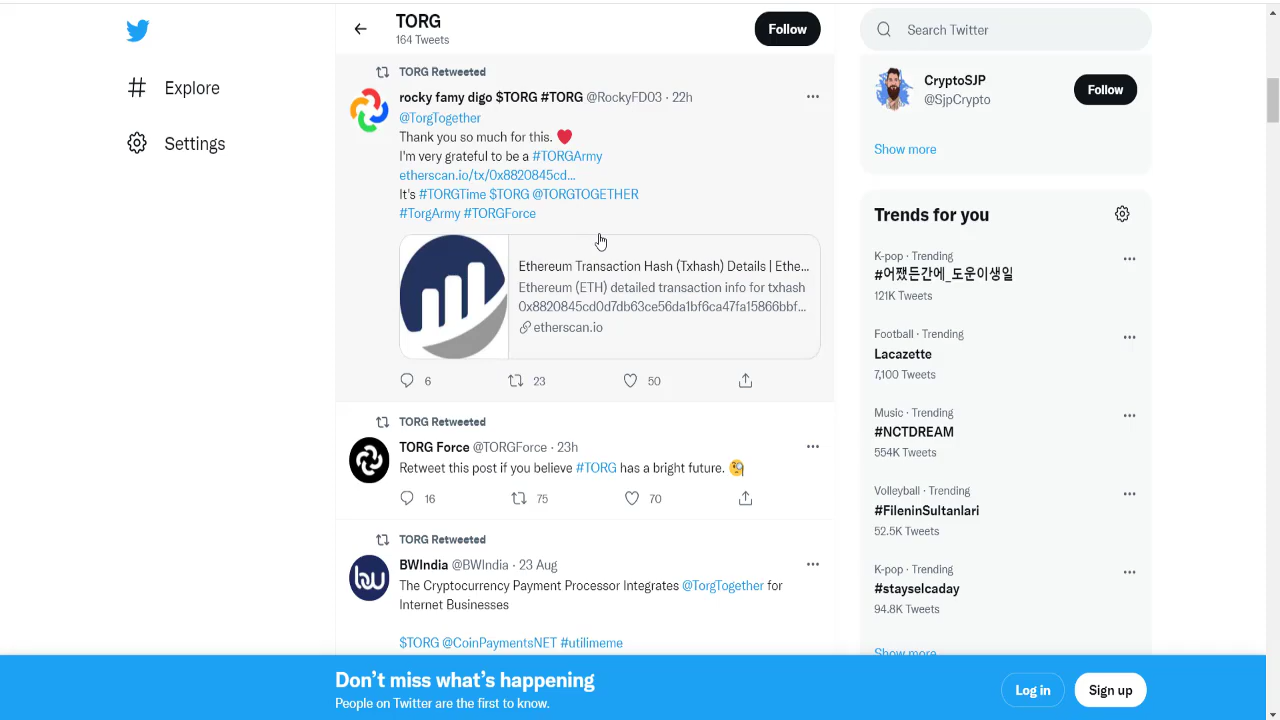 Explore
Settings
TORG
164 Tweets
Follow
TORG Retweeted
rocky famy digo $TORG #TORG @RockyFD03 · 22h
@TorgTogether
Thank you so much for this. ❤️
I'm very grateful to be a #TORGArmy
etherscan.io/tx/0x8820845cd...
It's #TORGTime $TORG @TORGTOGETHER
#TorgArmy #TORGForce
Ethereum Transaction Hash (Txhash) Details | Ethe...
Ethereum (ETH) detailed transaction info for txhash
0x8820845cd0d7db63ce56da1bf6ca47fa15866bbf...
etherscan.io
6 23 50
TORG Retweeted
TORG Force @TORGForce · 23h
Retweet this post if you believe #TORG has a bright future. 🧐
16 75 70
TORG Retweeted
BWIndia @BWIndia · 23 Aug
The Cryptocurrency Payment Processor Integrates @TorgTogether for
Internet Businesses
$TORG @CoinPaymentsNET #utilimeme
Search Twitter
CryptoSJP
@SjpCrypto
Follow
Show more
Trends for you
K-pop · Trending
#어쨌든간에_도운이생일
121K Tweets
Football · Trending
Lacazette
7,100 Tweets
Music · Trending
#NCTDREAM
554K Tweets
Volleyball · Trending
#FileninSultanlari
52.5K Tweets
K-pop · Trending
#stayselcaday
94.8K Tweets
Show more
Don't miss what's happening
People on Twitter are the first to know.
Log in
Sign up